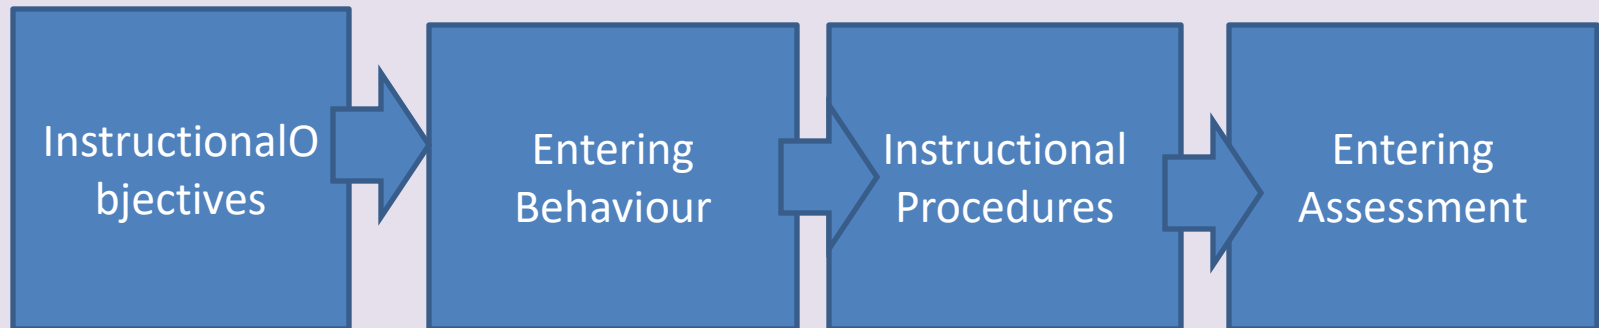 InstructionalO
bjectives
Entering
Behaviour
Instructional
Procedures
Entering
Assessment